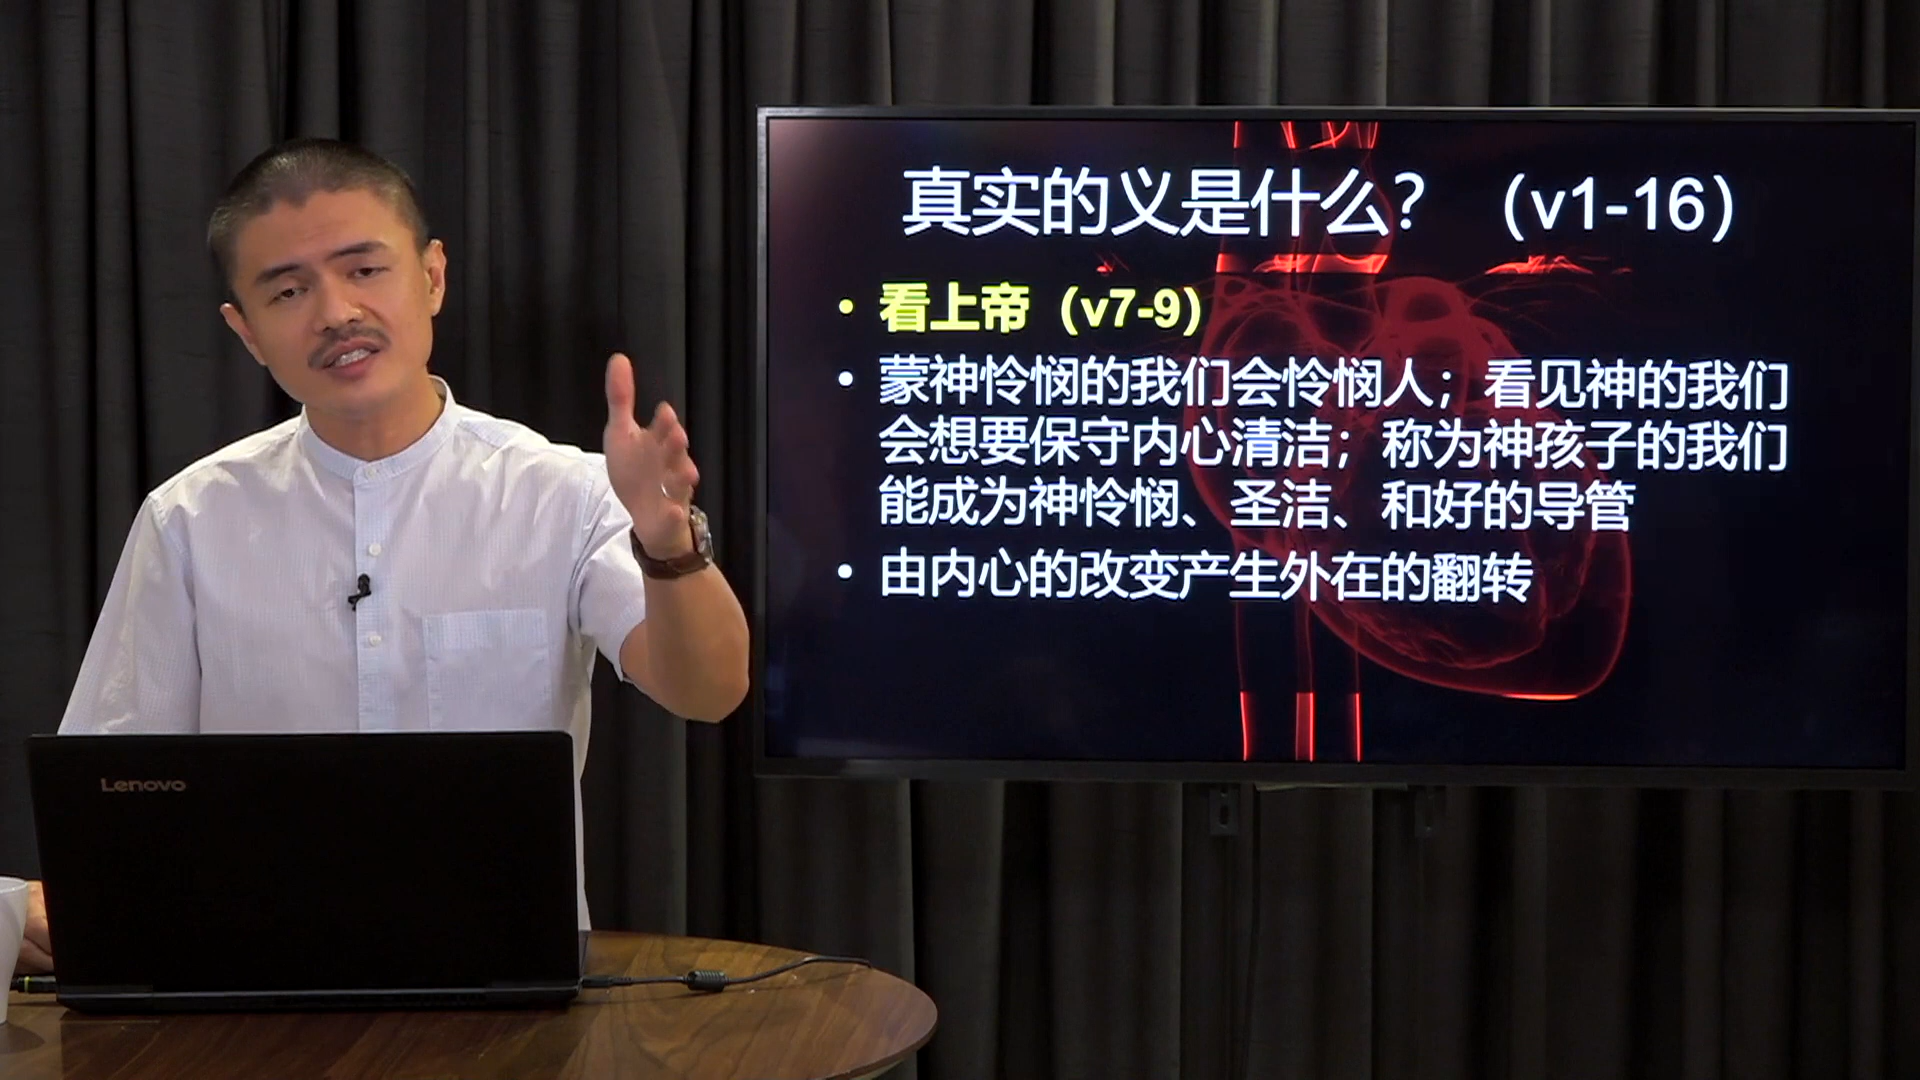 真实的义是什么？（v1-16）
• 看上帝（v7-9）
• 蒙神怜悯的我们会怜悯人；看见神的我们
会想要保守内心清洁；称为神孩子的我们
能成为神怜悯、圣洁、和好的导管
• 由内心的改变产生外在的翻转
Lenovo